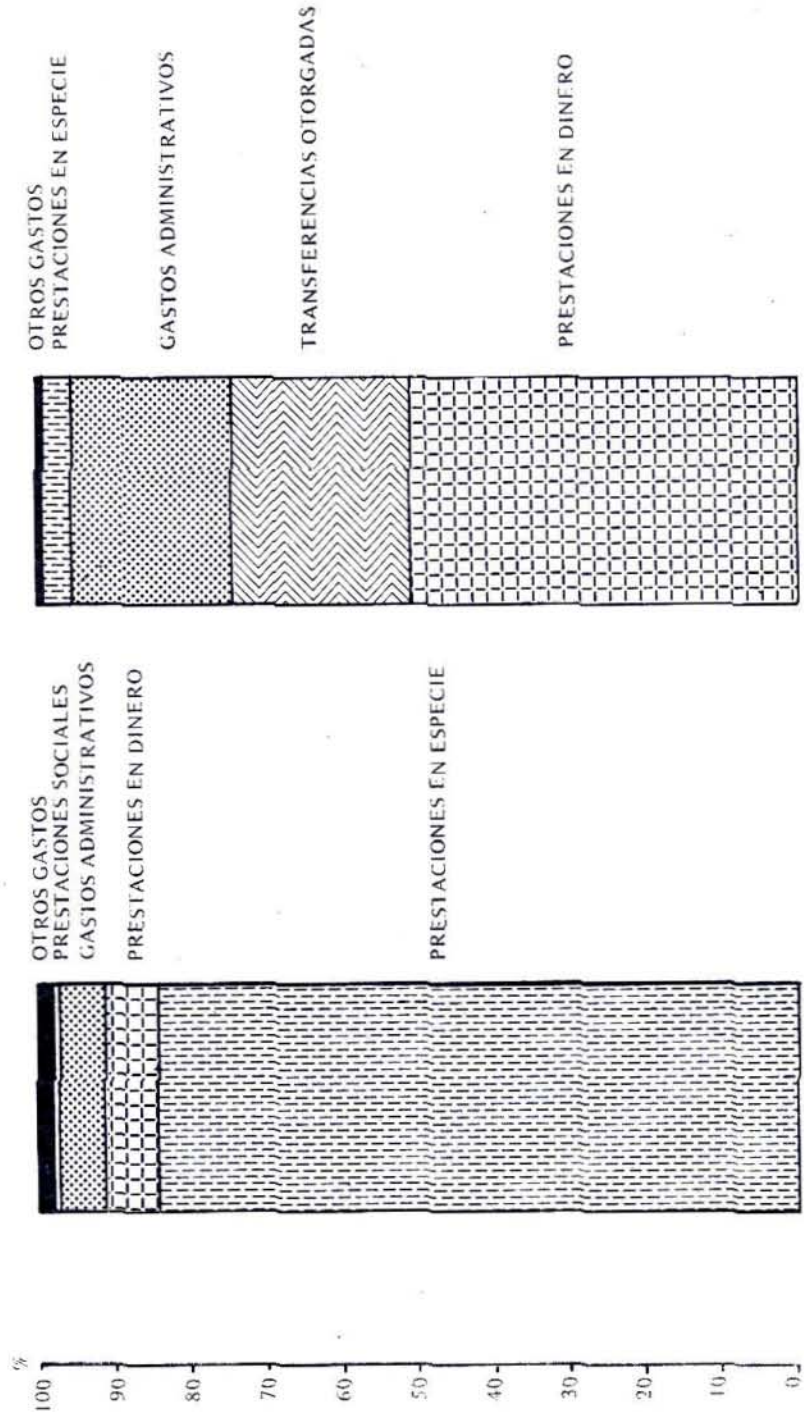 %
100
90
80
70
60
50
40
30
20
10
0
OTROS GASTOS
PRESTACIONES SOCIALES
GASTOS ADMINISTRATIVOS
PRESTACIONES EN DINERO
PRESTACIONES EN ESPECIE
OTROS GASTOS
PRESTACIONES EN ESPECIE
GASTOS ADMINISTRATIVOS
TRANSFERENCIAS OTORGADAS
PRESTACIONES EN DINERO